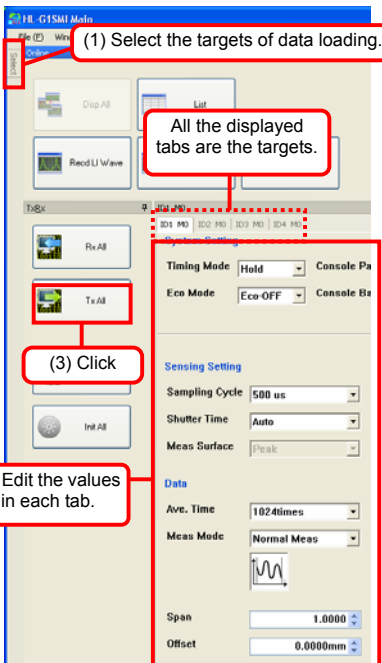 HL-G1SMI Main
File (F) Win
(1) Select the targets of data loading.
Select
Online
Disp All
List
All the displayed
tabs are the targets.
Recd LI Wave
TxRx
ID1 M0
ID1 M0 ID2 M0 ID3 M0 ID4 M0
System Setting
Rx All
Timing Mode Hold Console Pa
Tx All
Eco Mode Eco-OFF Console Ba
(3) Click
Sensing Setting
Sampling Cycle 500 us
Init All
Shutter Time Auto
Meas Surface Peak
Edit the values
in each tab.
Data
Ave. Time 1024times
Meas Mode Normal Meas
Span 1.0000
Offset 0.0000mm